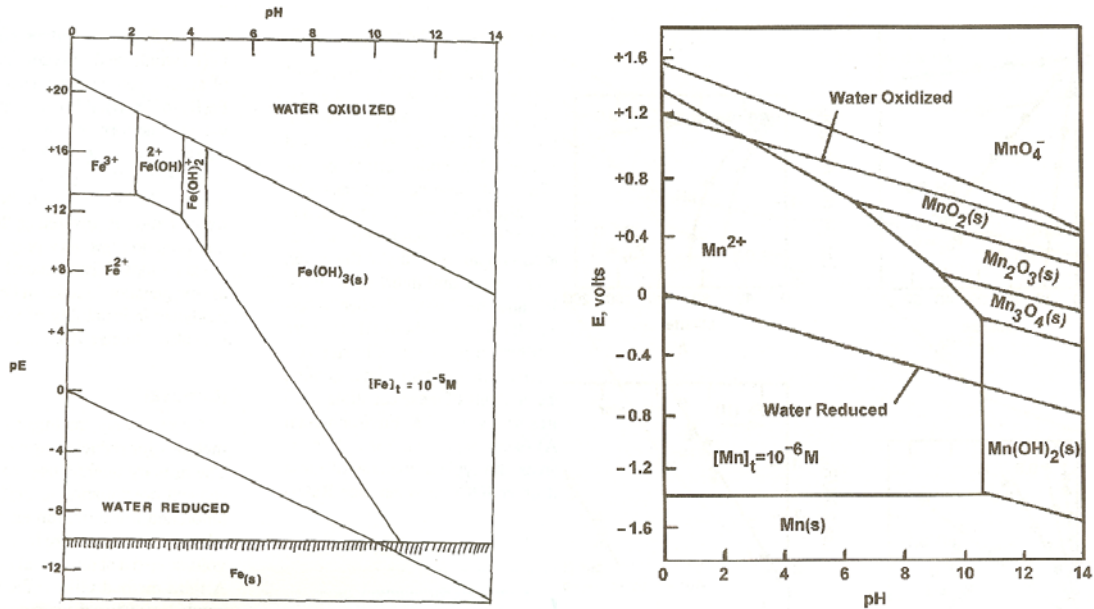 pH
0 2 4 6 8 10 12 14
+20
+16
+12
+8
+4
0
-4
-8
-12
pE
WATER OXIDIZED
Fe3+
2+
Fe(OH)
Fe(OH)2+
Fe2+
Fe(OH)3(s)
[Fe]t = 10-5M
WATER REDUCED
Fe(s)
+1.6
+1.2
+0.8
+0.4
0
−0.4
−0.8
−1.2
−1.6
E, volts
Water Oxidized
MnO4-
MnO2(s)
Mn2+
Mn2O3(s)
Mn3O4(s)
Water Reduced
Mn(OH)2(s)
[Mn]t=10-6M
Mn(s)
0 2 4 6 8 10 12 14
pH